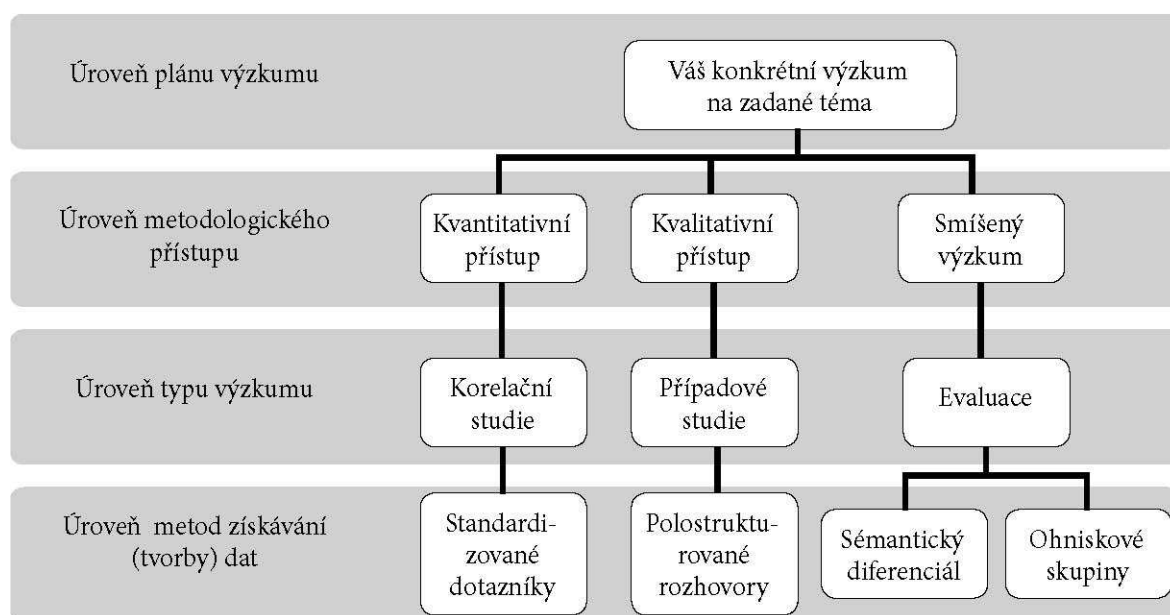 Úroveň plánu výzkumu
Váš konkrétní výzkum
na zadané téma
Úroveň metodologického
přístupu
Kvantitativní
přístup
Kvalitativní
přístup
Smíšený
výzkum
Úroveň typu výzkumu
Korelační
studie
Případové
studie
Evaluace
Úroveň metod získávání
(tvorby) dat
Standardi-
zované
dotazníky
Polostruktu-
rované
rozhovory
Sémantický
diferenciál
Ohniskové
skupiny